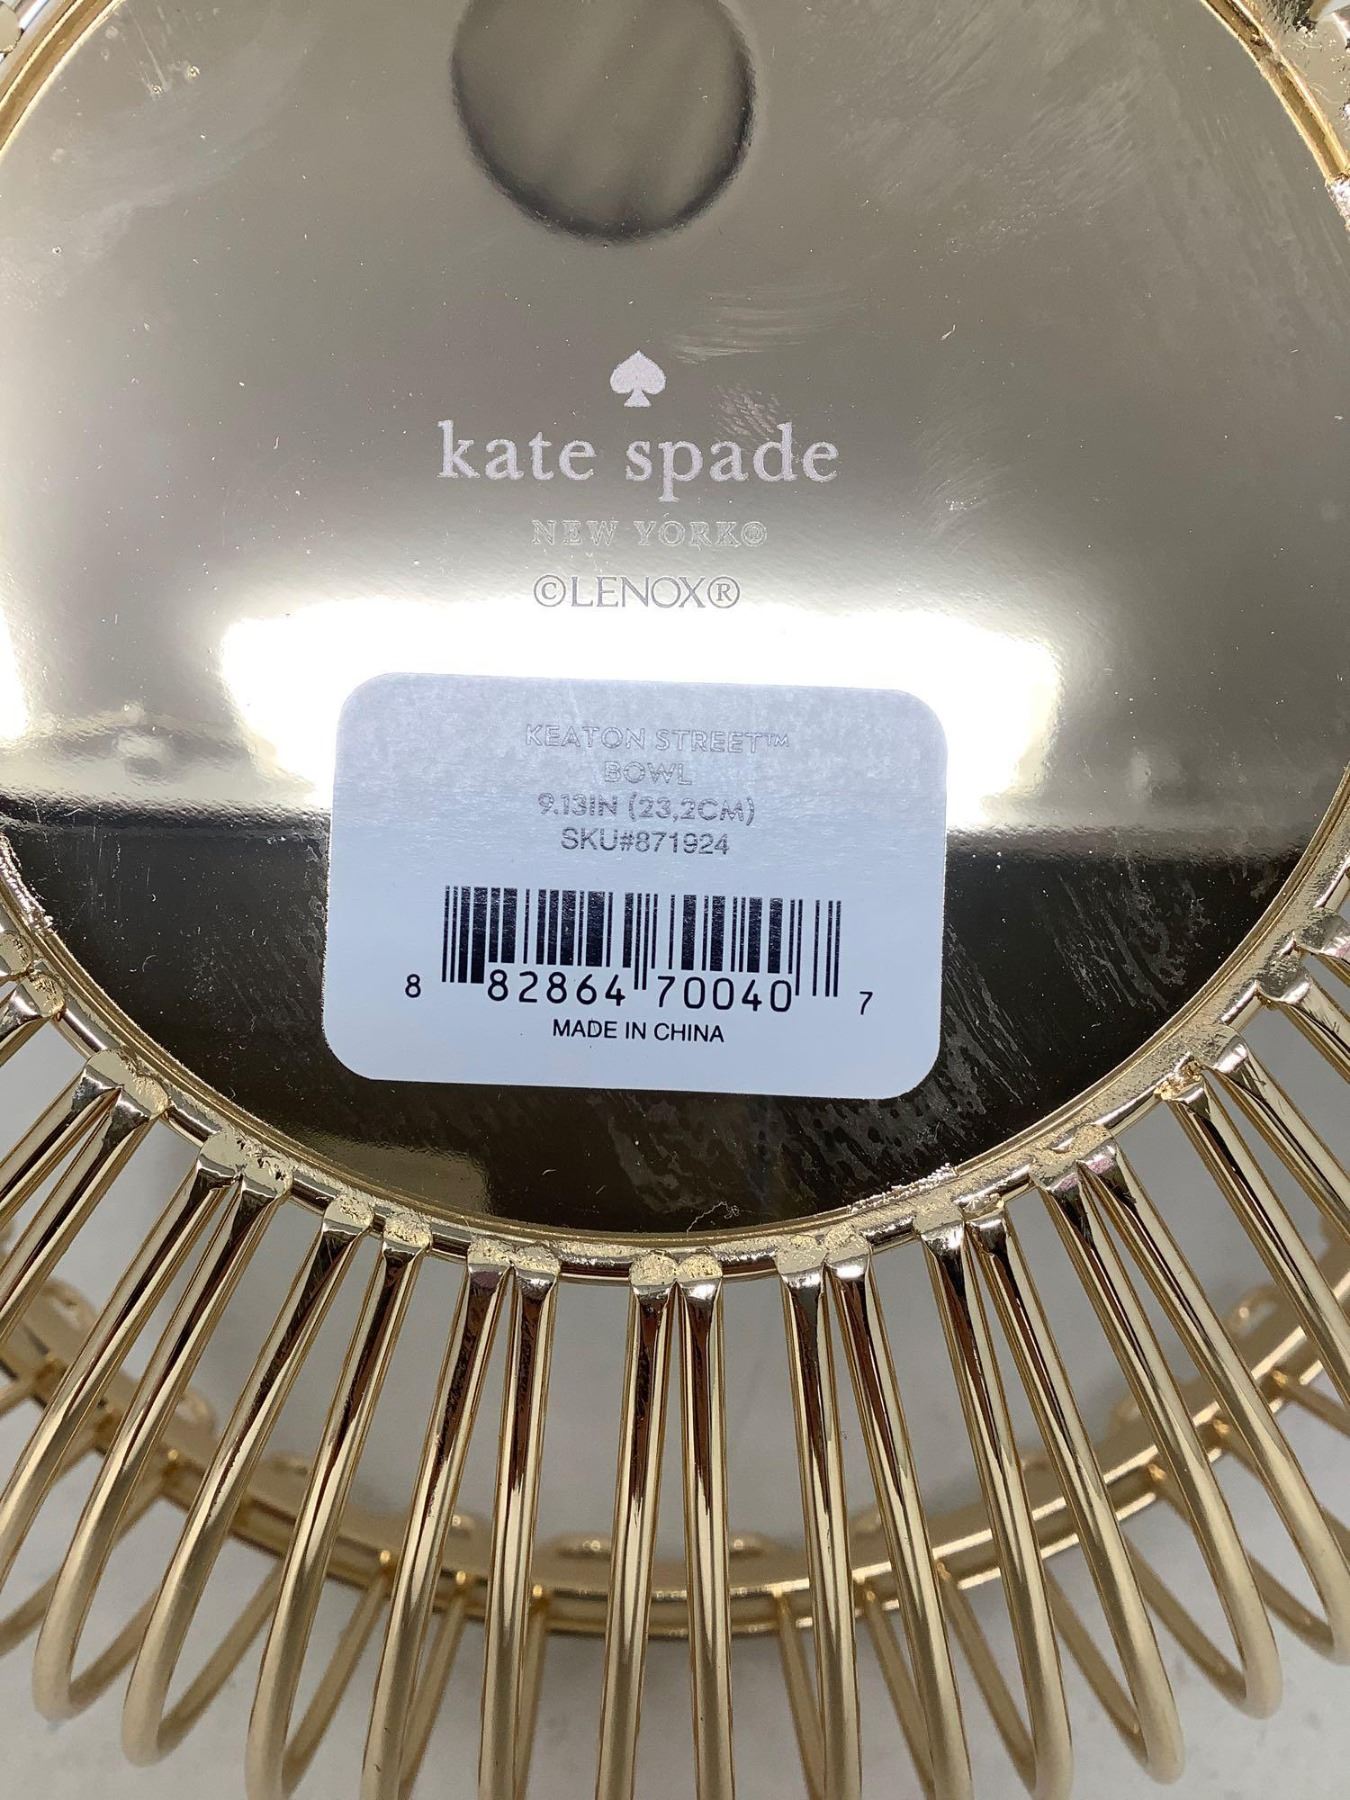 kate spade
NEW YORK®
©LENOX®
KEATON STREET™
BOWL
9.13IN (23,2CM)
SKU#871924
8 82864 70040 7
MADE IN CHINA